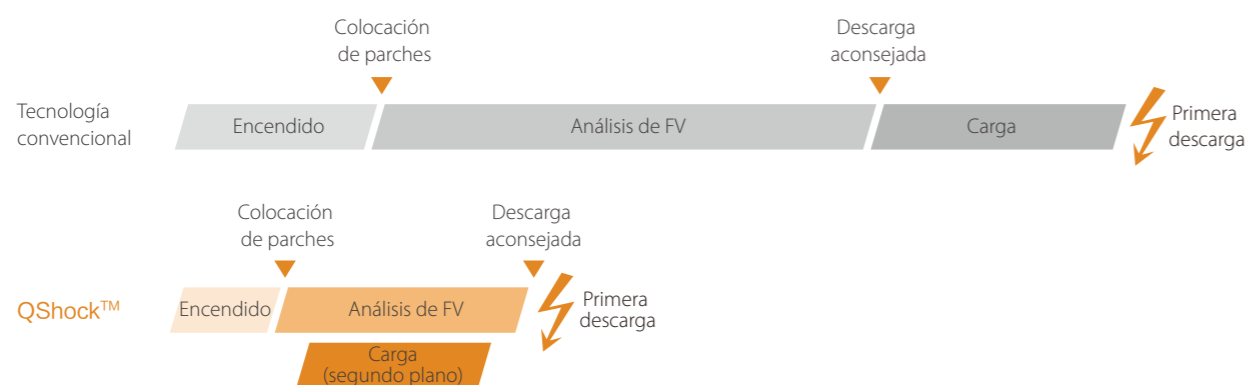 Colocación
de parches
Descarga
aconsejada
Tecnología
convencional
Encendido
Análisis de FV
Carga
Primera
descarga
Colocación
de parches
Descarga
aconsejada
QShock™
Encendido
Análisis de FV
Primera
descarga
Carga
(segundo plano)